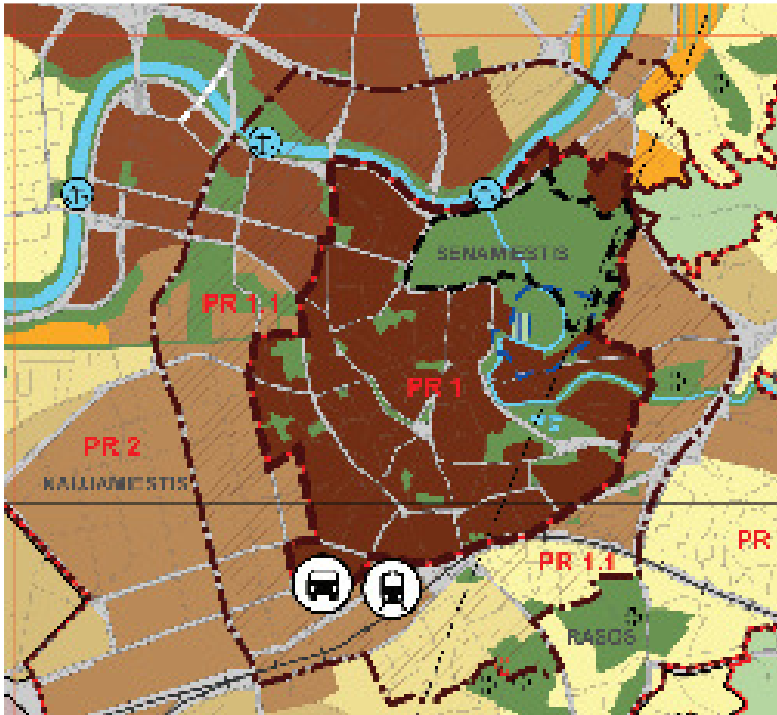 SENAMIESTIS
PR 1.1
PR 1
PR 2
NAUJAMIESTIS
PR 1.1
PR
RASOS